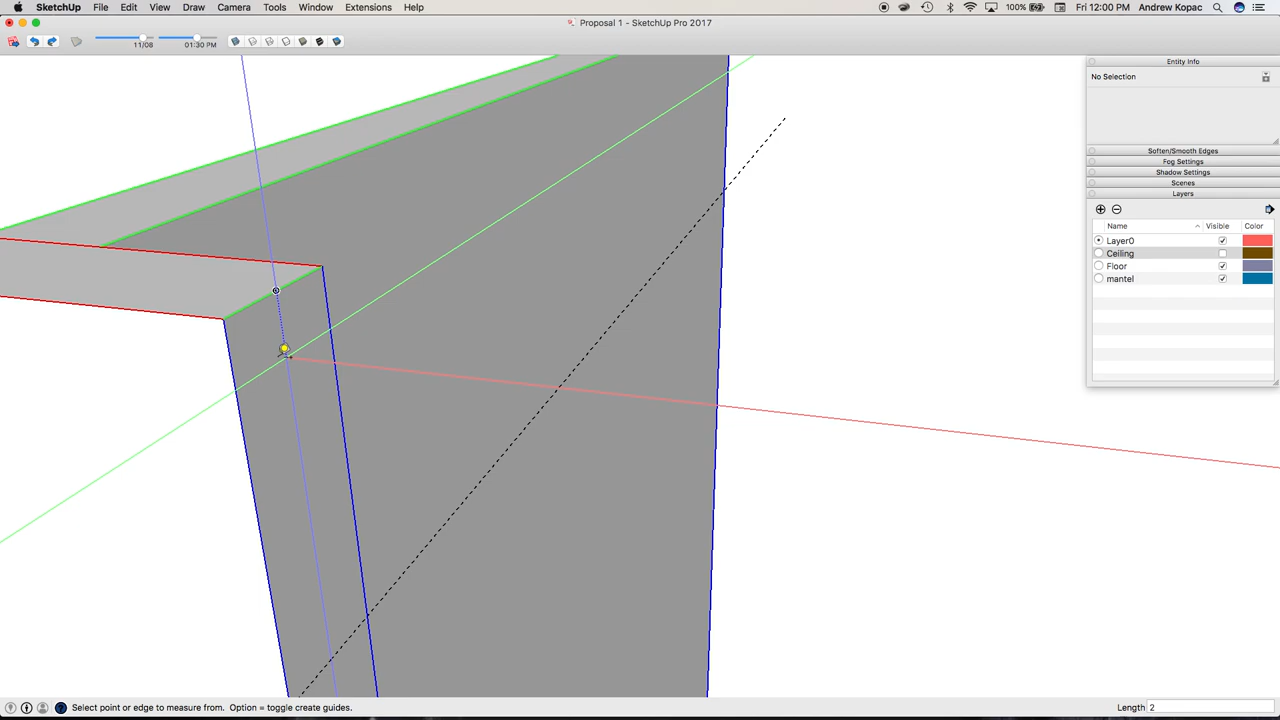 SketchUp File Edit View Draw Camera Tools Window Extensions Help 100% Fri 12:00 PM Andrew Kopac
Proposal 1 - SketchUp Pro 2017
11/08 01:30 PM
Entity Info
No Selection
Soften/Smooth Edges
Fog Settings
Shadow Settings
Scenes
Layers
Name Visible Color
Layer0
Ceiling
Floor
mantel
Select point or edge to measure from. Option = toggle create guides. Length 2